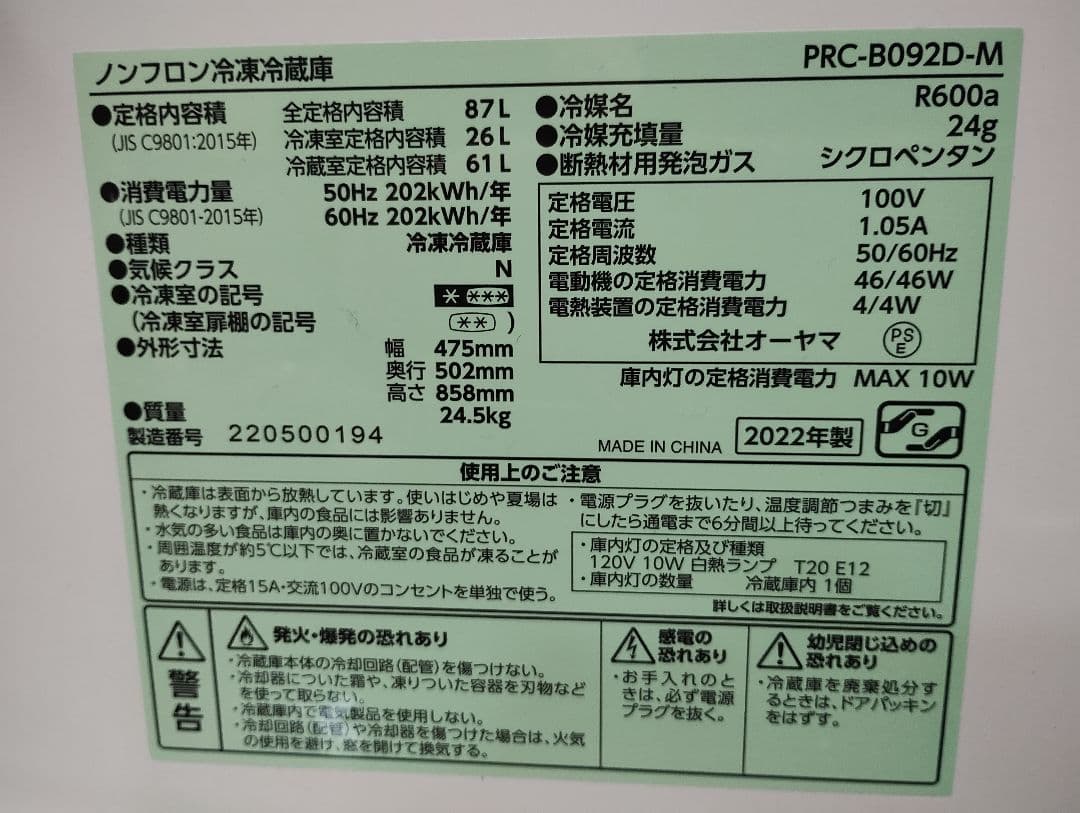 ノンフロン冷凍冷蔵庫
PRC-B092D-M
●定格内容積 全定格内容積 87L
(JIS C9801:2015年) 冷凍室定格内容積 26L
冷蔵室定格内容積 61L
●消費電力量 50Hz 202kWh/年
(JIS C9801-2015年) 60Hz 202kWh/年
●種類 冷凍冷蔵庫
●気候クラス N
●冷凍室の記号 * ***
(冷凍室扉棚の記号 ** )
●外形寸法 幅 475mm
奥行 502mm
高さ 858mm
●質量 24.5kg
製造番号 220500194
●冷媒名 R600a
●冷媒充填量 24g
●断熱材用発泡ガス シクロペンタン
定格電圧 100V
定格電流 1.05A
定格周波数 50/60Hz
電動機の定格消費電力 46/46W
電熱装置の定格消費電力 4/4W
株式会社オーヤマ PSE
庫内灯の定格消費電力 MAX 10W
MADE IN CHINA 2022年製 G
使用上のご注意
・冷蔵庫は表面から放熱しています。使いはじめや夏場は
熱くなりますが、庫内の食品には影響ありません。
・水気の多い食品は庫内の奥に置かないでください。
・周囲温度が約5℃以下では、冷蔵室の食品が凍ることが
あります。
・電源は、定格15A・交流100Vのコンセントを単独で使う。
・電源プラグを抜いたり、温度調節つまみを『切』
にしたら通電まで6分間以上待ってください。
・庫内灯の定格及び種類
120V 10W 白熱ランプ T20 E12
・庫内灯の数量 冷蔵庫内 1個
詳しくは取扱説明書をご覧ください。
警告
発火・爆発の恐れあり
・冷蔵庫本体の冷却回路(配管)を傷つけない。
・冷却器についた霜や、凍りついた容器を刃物など
を使って取らない。
・冷蔵庫内で電気製品を使用しない。
・冷却回路(配管)や冷却器を傷つけた場合は、火気
の使用を避け、窓を開けて換気する。
感電の
恐れあり
・お手入れのと
きは、必ず電源
プラグを抜く。
幼児閉じ込めの
恐れあり
・冷蔵庫を廃棄処分す
るときは、ドアパッキン
をはずす。